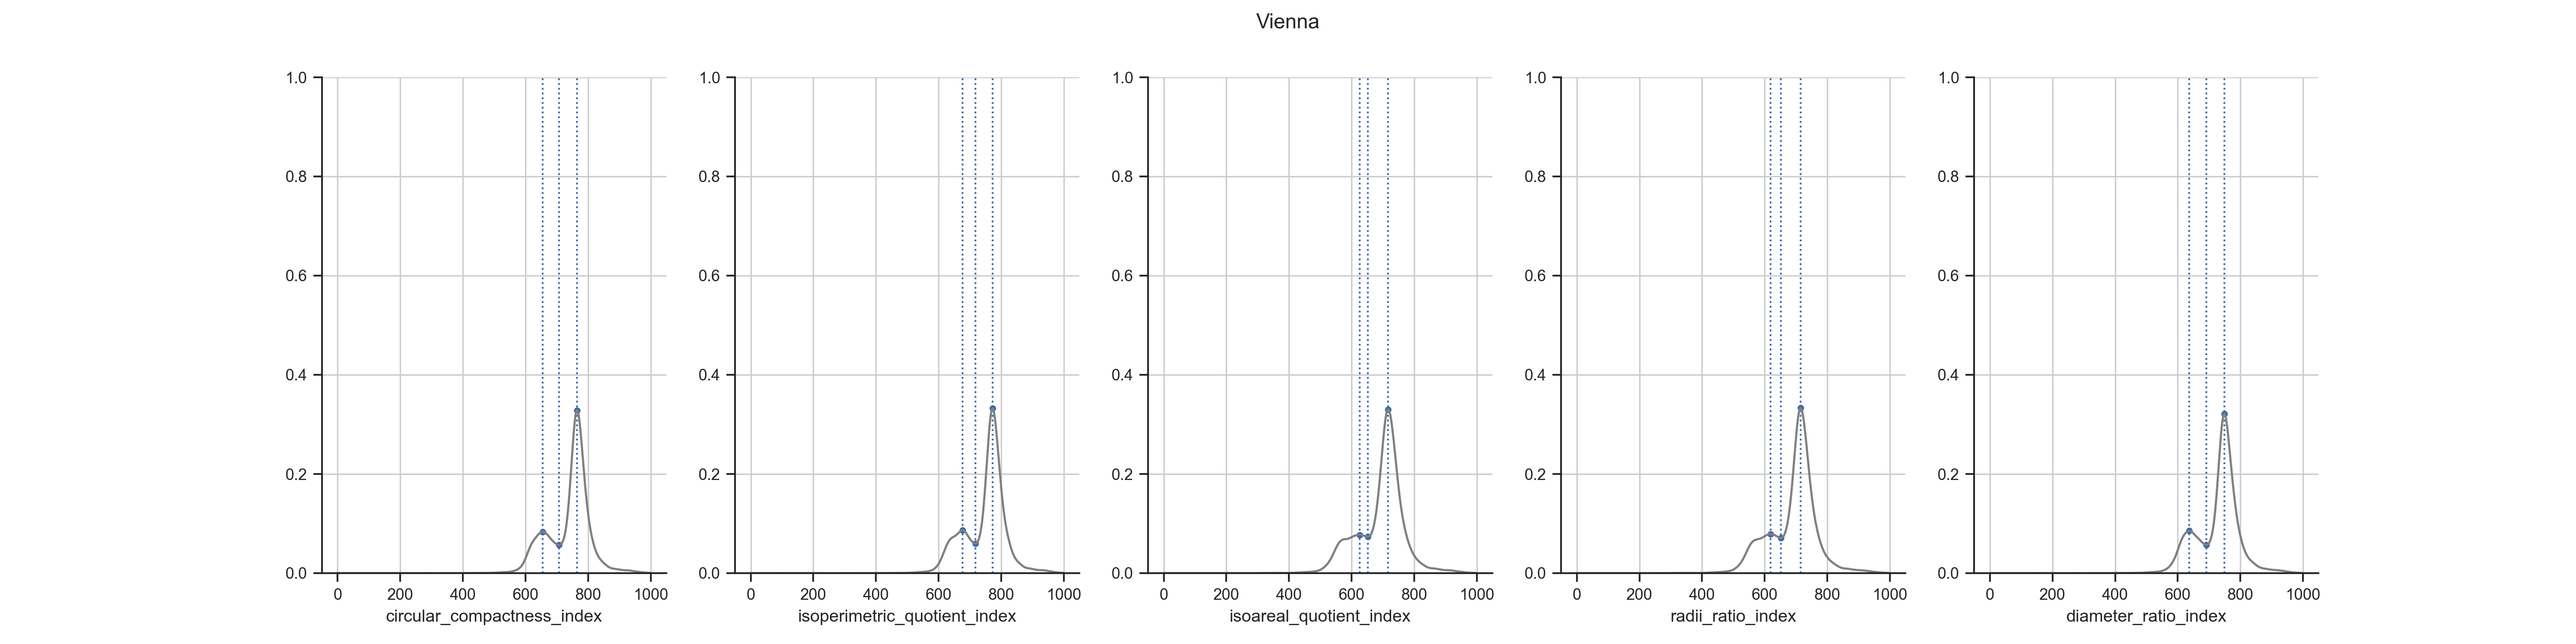 Vienna
1.0 1.0 1.0 1.0 1.0
0.8 0.8 0.8 0.8 0.8
0.6 0.6 0.6 0.6 0.6
0.4 0.4 0.4 0.4 0.4
0.2 0.2 0.2 0.2 0.2
0.0 0.0 0.0 0.0 0.0
0 200 400 600 800 1000 0 200 400 600 800 1000 0 200 400 600 800 1000 0 200 400 600 800 1000 0 200 400 600 800 1000
circular_compactness_index isoperimetric_quotient_index isoareal_quotient_index radii_ratio_index diameter_ratio_index